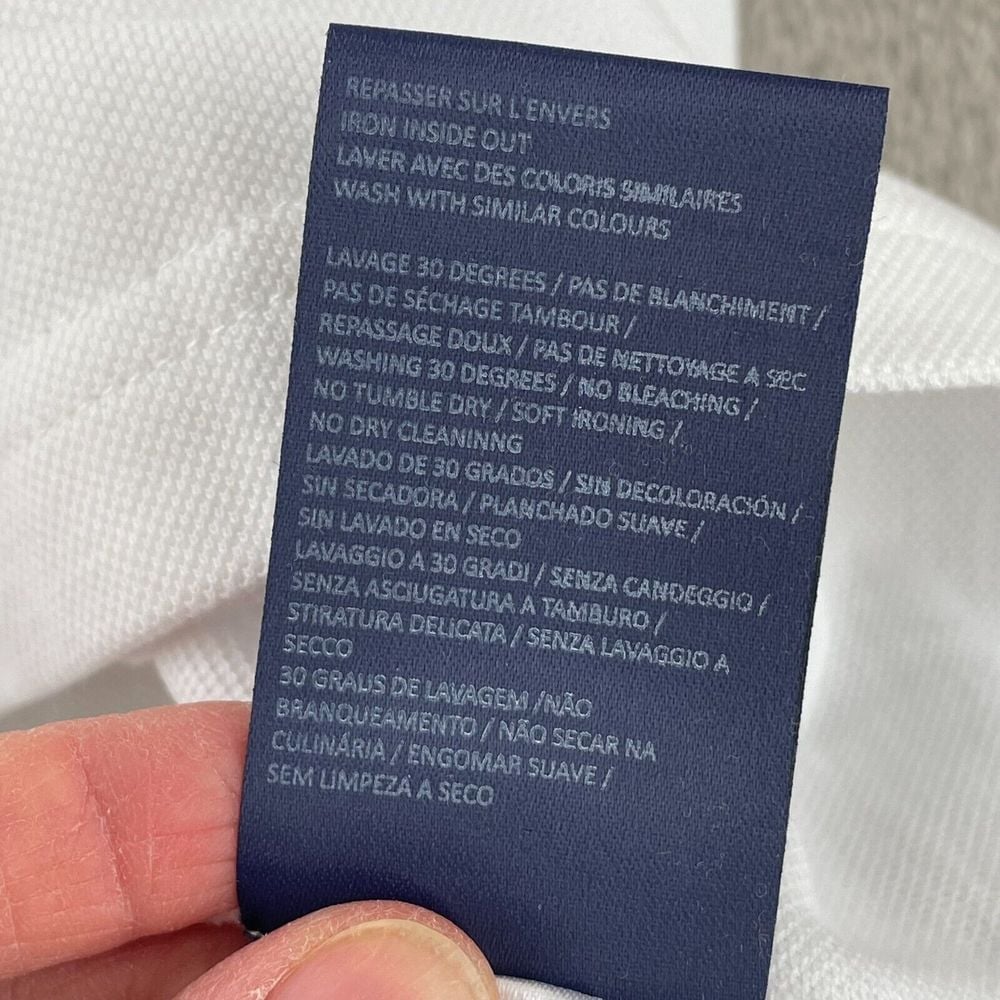 REPASSER SUR L'ENVERS
IRON INSIDE OUT
LAVER AVEC DES COLORIS SIMILAIRES
WASH WITH SIMILAR COLOURS
LAVAGE 30 DEGREES / PAS DE BLANCHIMENT /
PAS DE SÉCHAGE TAMBOUR /
REPASSAGE DOUX / PAS DE NETTOYAGE A SEC
WASHING 30 DEGREES / NO BLEACHING /
NO TUMBLE DRY / SOFT IRONING /
NO DRY CLEANINNG
LAVADO DE 30 GRADOS / SIN DECOLORACIÓN /
SIN SECADORA / PLANCHADO SUAVE /
SIN LAVADO EN SECO
LAVAGGIO A 30 GRADI / SENZA CANDEGGIO /
SENZA ASCIUGATURA A TAMBURO /
STIRATURA DELICATA / SENZA LAVAGGIO A
SECCO
30 GRAUS DE LAVAGEM /NÃO
BRANQUEAMENTO / NÃO SECAR NA
CULINÁRIA / ENGOMAR SUAVE /
SEM LIMPEZA A SECO